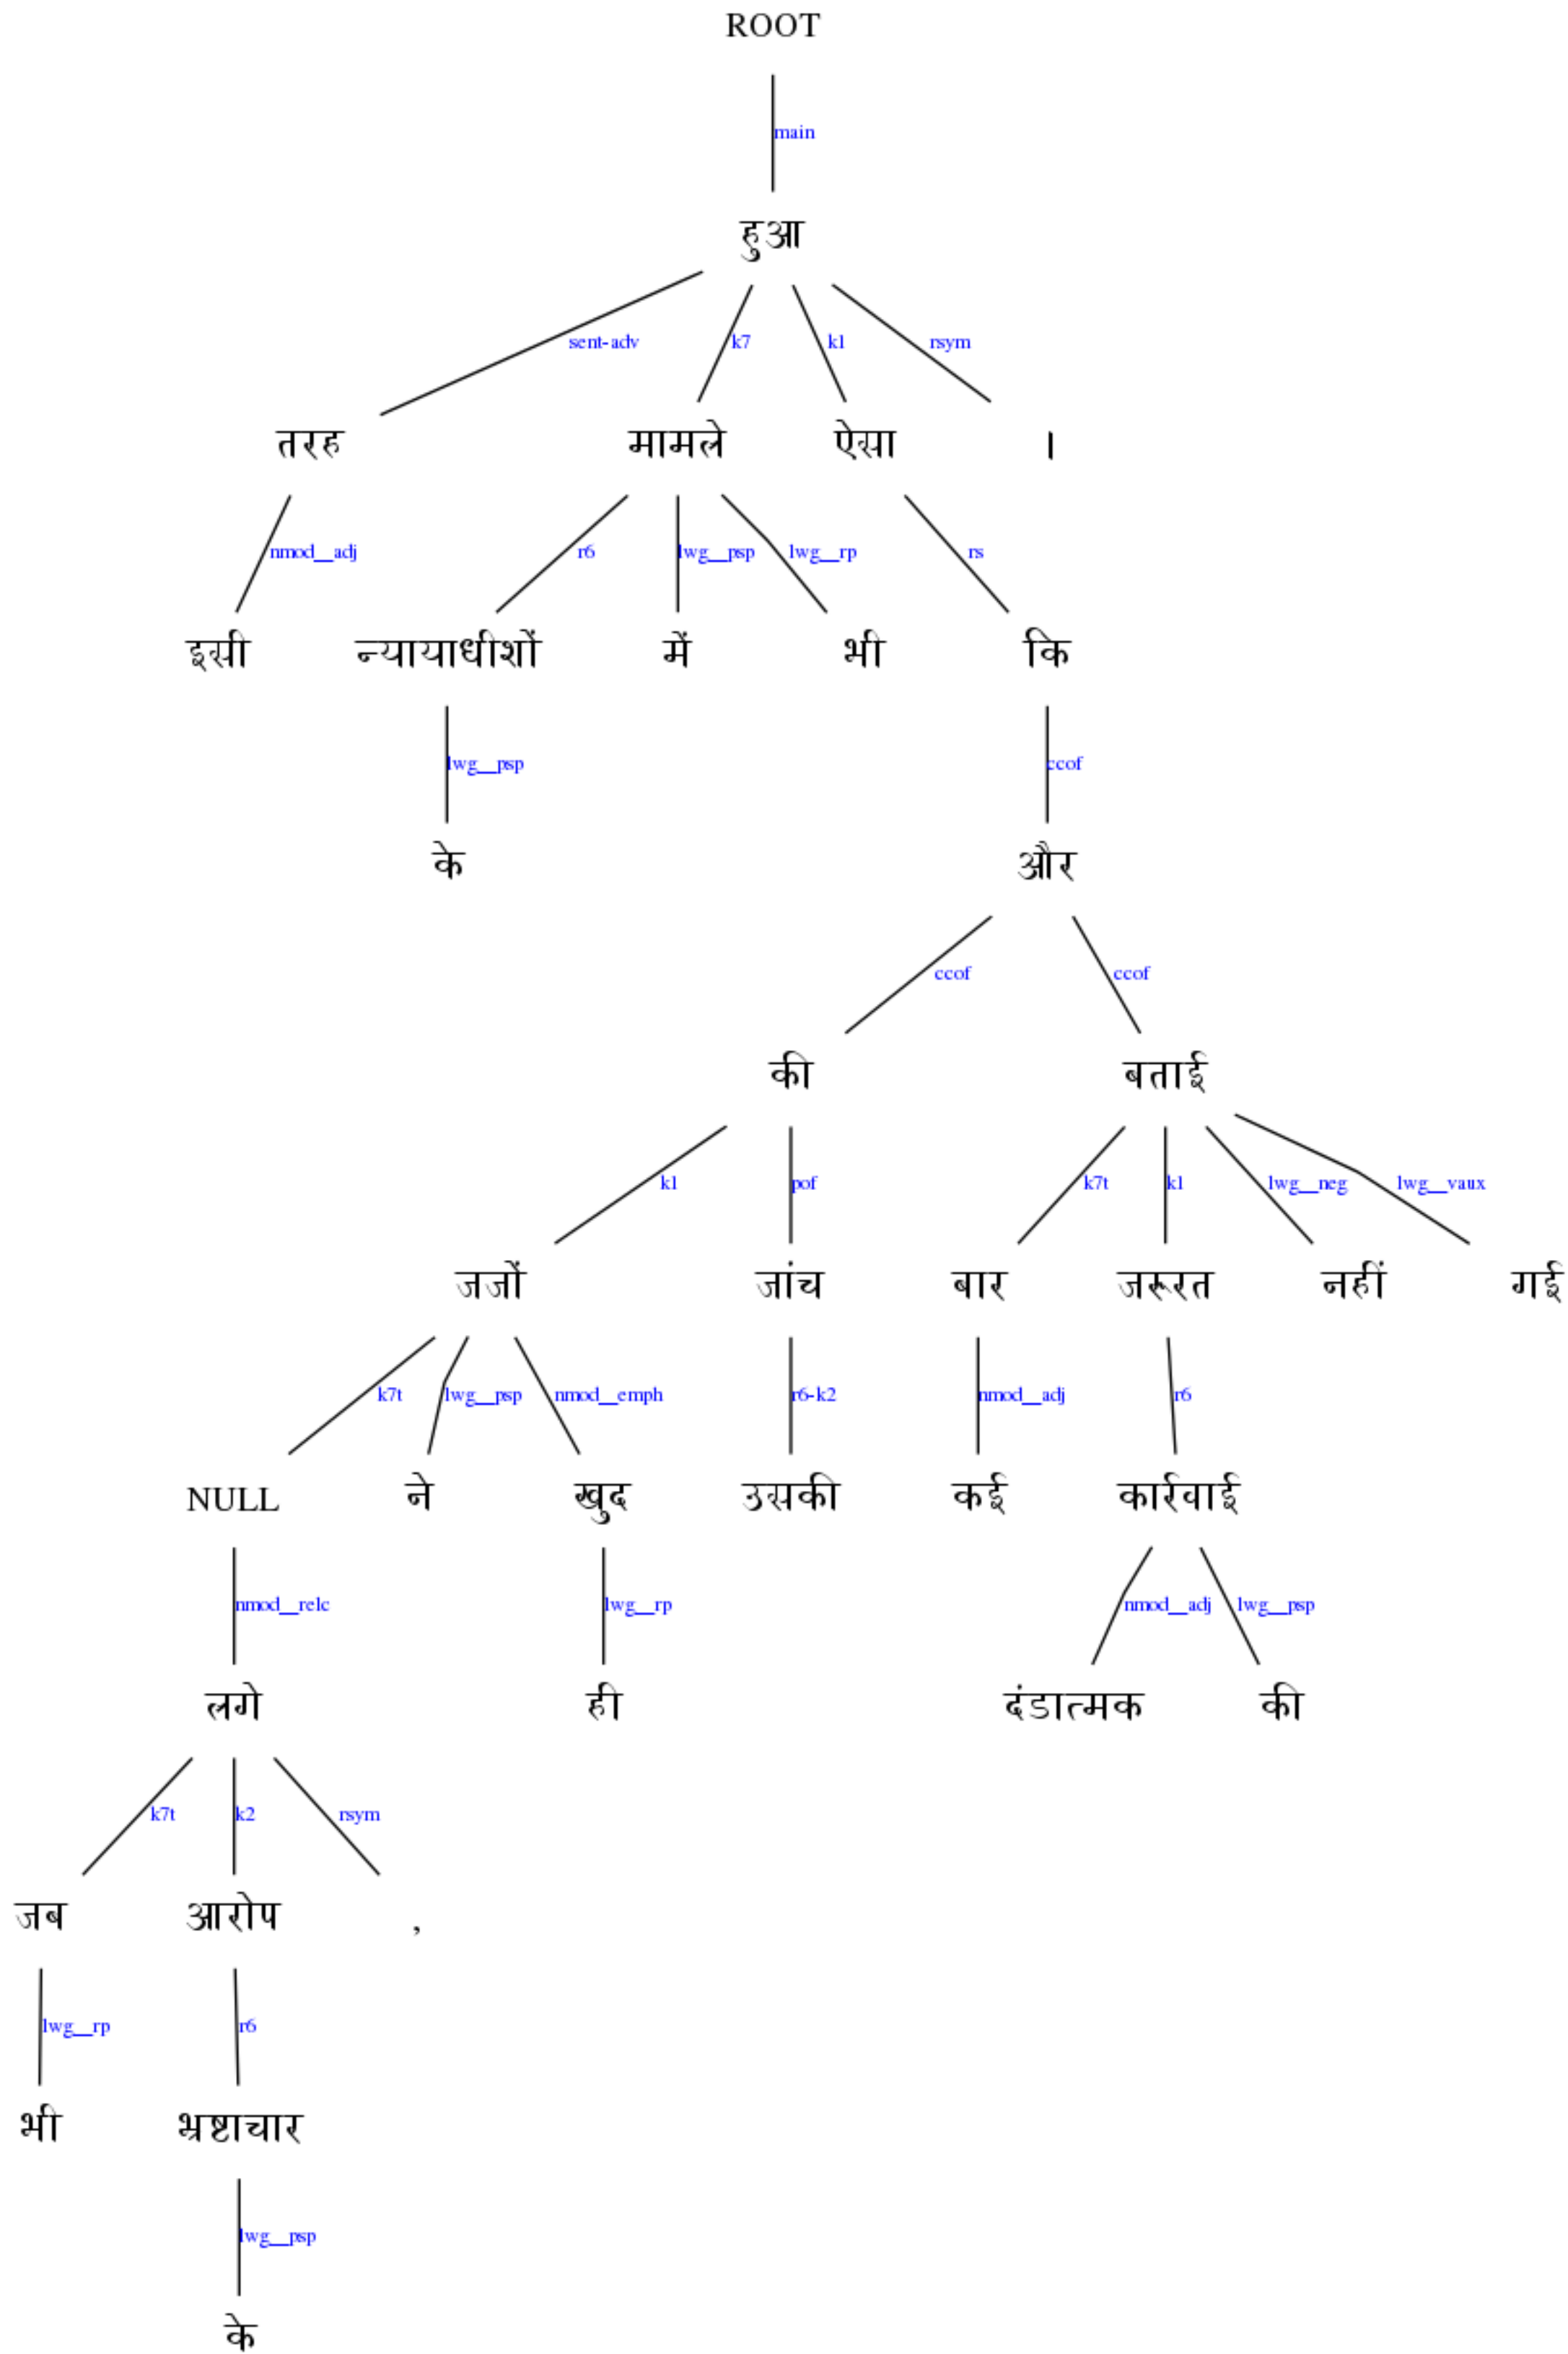 ROOT
main
हुआ
sent-adv k7 k1 rsym
तरह मामले ऐसा ।
nmod__adj r6 lwg__psp lwg__rp rs
इसी न्यायाधीशों में भी कि
lwg__psp ccof
के और
ccof ccof
की बताई
k1 pof k7t k1 lwg__neg lwg__vaux
जजों जांच बार जरूरत नहीं गई
k7t lwg__psp nmod__emph r6-k2 nmod__adj r6
NULL ने खुद उसकी कई कार्रवाई
nmod__relc lwg__rp nmod__adj lwg__psp
लगे ही दंडात्मक की
k7t k2 rsym
जब आरोप ,
lwg__rp r6
भी भ्रष्टाचार
lwg__psp
के